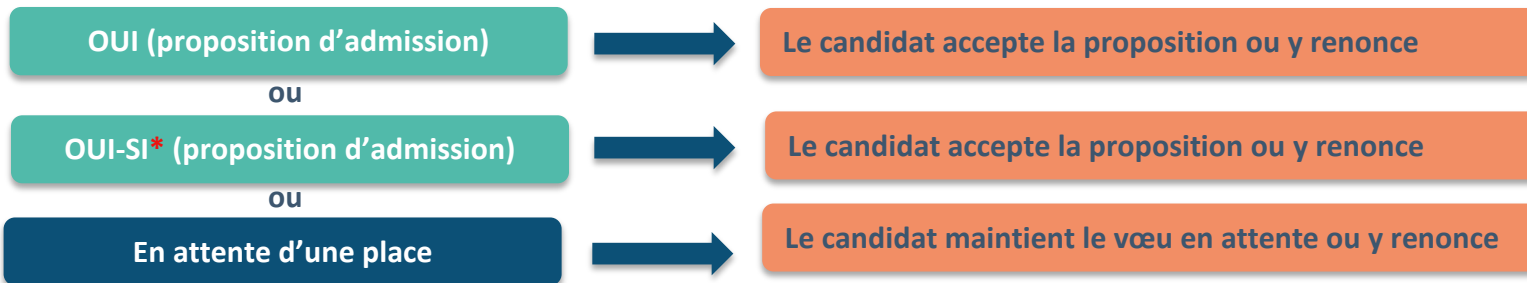 OUI (proposition d’admission)
Le candidat accepte la proposition ou y renonce
ou
OUI-SI* (proposition d’admission)
Le candidat accepte la proposition ou y renonce
ou
En attente d’une place
Le candidat maintient le vœu en attente ou y renonce